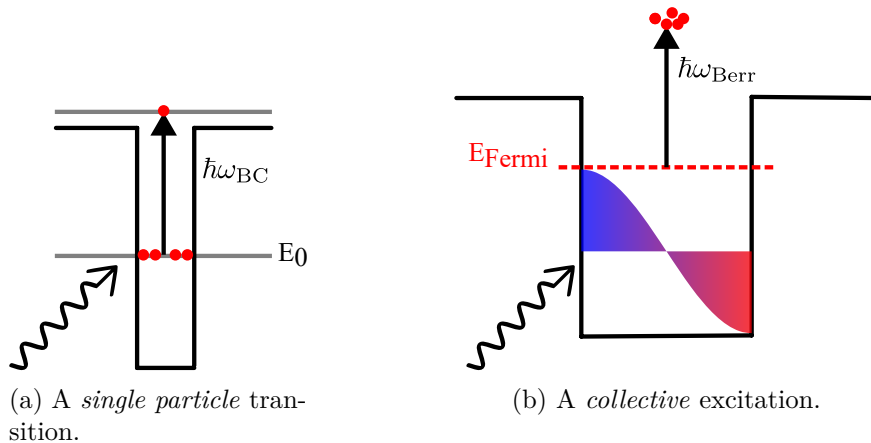 ħω_BC
E_0
(a) A single particle tran-
sition.
ħω_Berr
E_Fermi
(b) A collective excitation.